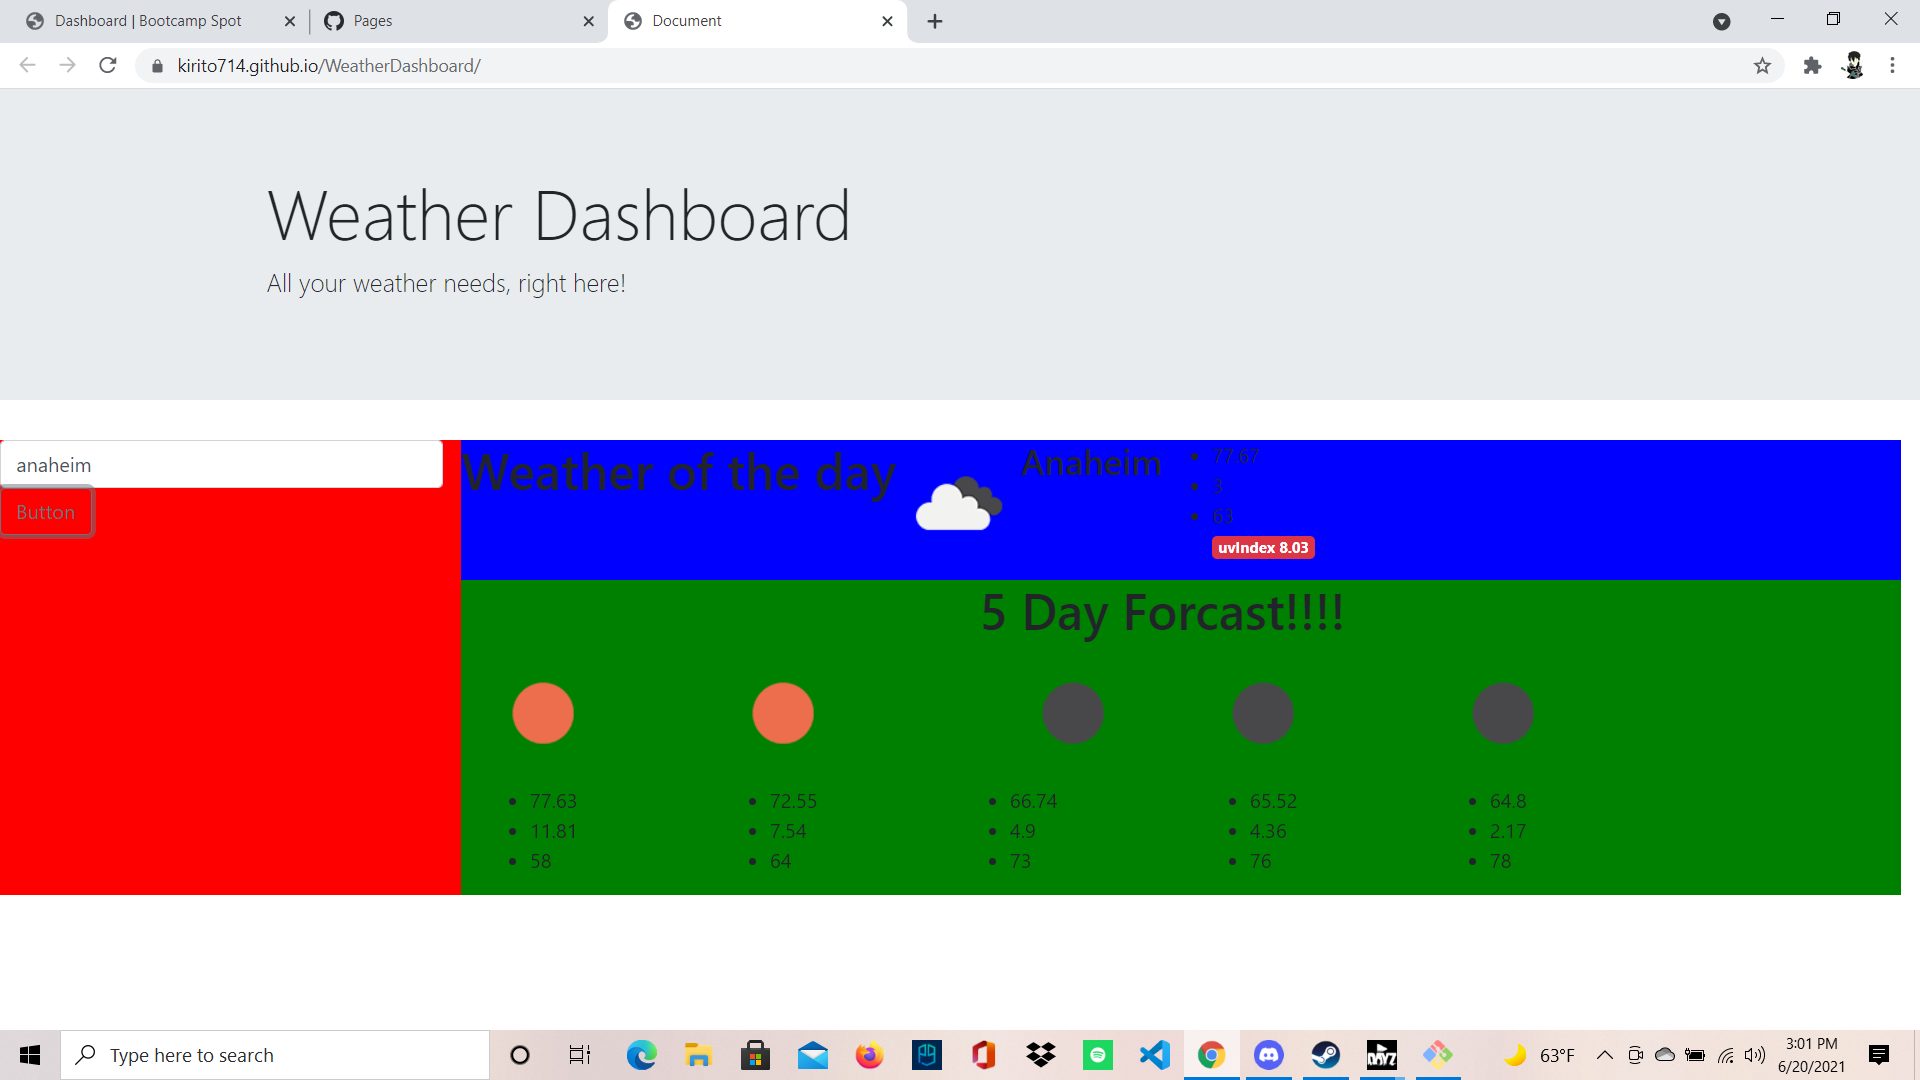 Dashboard | Bootcamp Spot
Pages
Document
kirito714.github.io/WeatherDashboard/
Weather Dashboard
All your weather needs, right here!
anaheim
Button
Weather of the day
Anaheim
77.67
3
63
uvIndex 8.03
5 Day Forcast!!!!
77.63
11.81
58
72.55
7.54
64
66.74
4.9
73
65.52
4.36
76
64.8
2.17
78
Type here to search
DAYZ
63°F
3:01 PM
6/20/2021